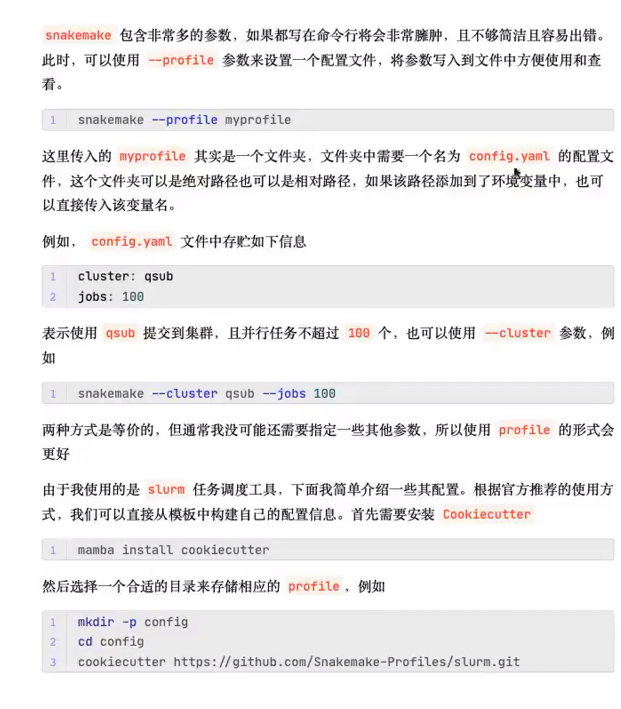 snakemake 包含非常多的参数，如果都写在命令行将会非常臃肿，且不够简洁且容易出错。
此时，可以使用 --profile 参数来设置一个配置文件，将参数写入到文件中方便使用和查
看。
1 snakemake --profile myprofile
这里传入的 myprofile 其实是一个文件夹，文件夹中需要一个名为 config.yaml 的配置文
件，这个文件夹可以是绝对路径也可以是相对路径，如果该路径添加到了环境变量中，也可
以直接传入该变量名。
例如， config.yaml 文件中存贮如下信息
1 cluster: qsub
2 jobs: 100
表示使用 qsub 提交到集群，且并行任务不超过 100 个，也可以使用 --cluster 参数，例
如
1 snakemake --cluster qsub --jobs 100
两种方式是等价的，但通常我没可能还需要指定一些其他参数，所以使用 profile 的形式会
更好
由于我使用的是 slurm 任务调度工具，下面我简单介绍一些其配置。根据官方推荐的使用方
式，我们可以直接从模板中构建自己的配置信息。首先需要安装 Cookiecutter
1 mamba install cookiecutter
然后选择一个合适的目录来存储相应的 profile ，例如
1 mkdir -p config
2 cd config
3 cookiecutter https://github.com/Snakemake-Profiles/slurm.git